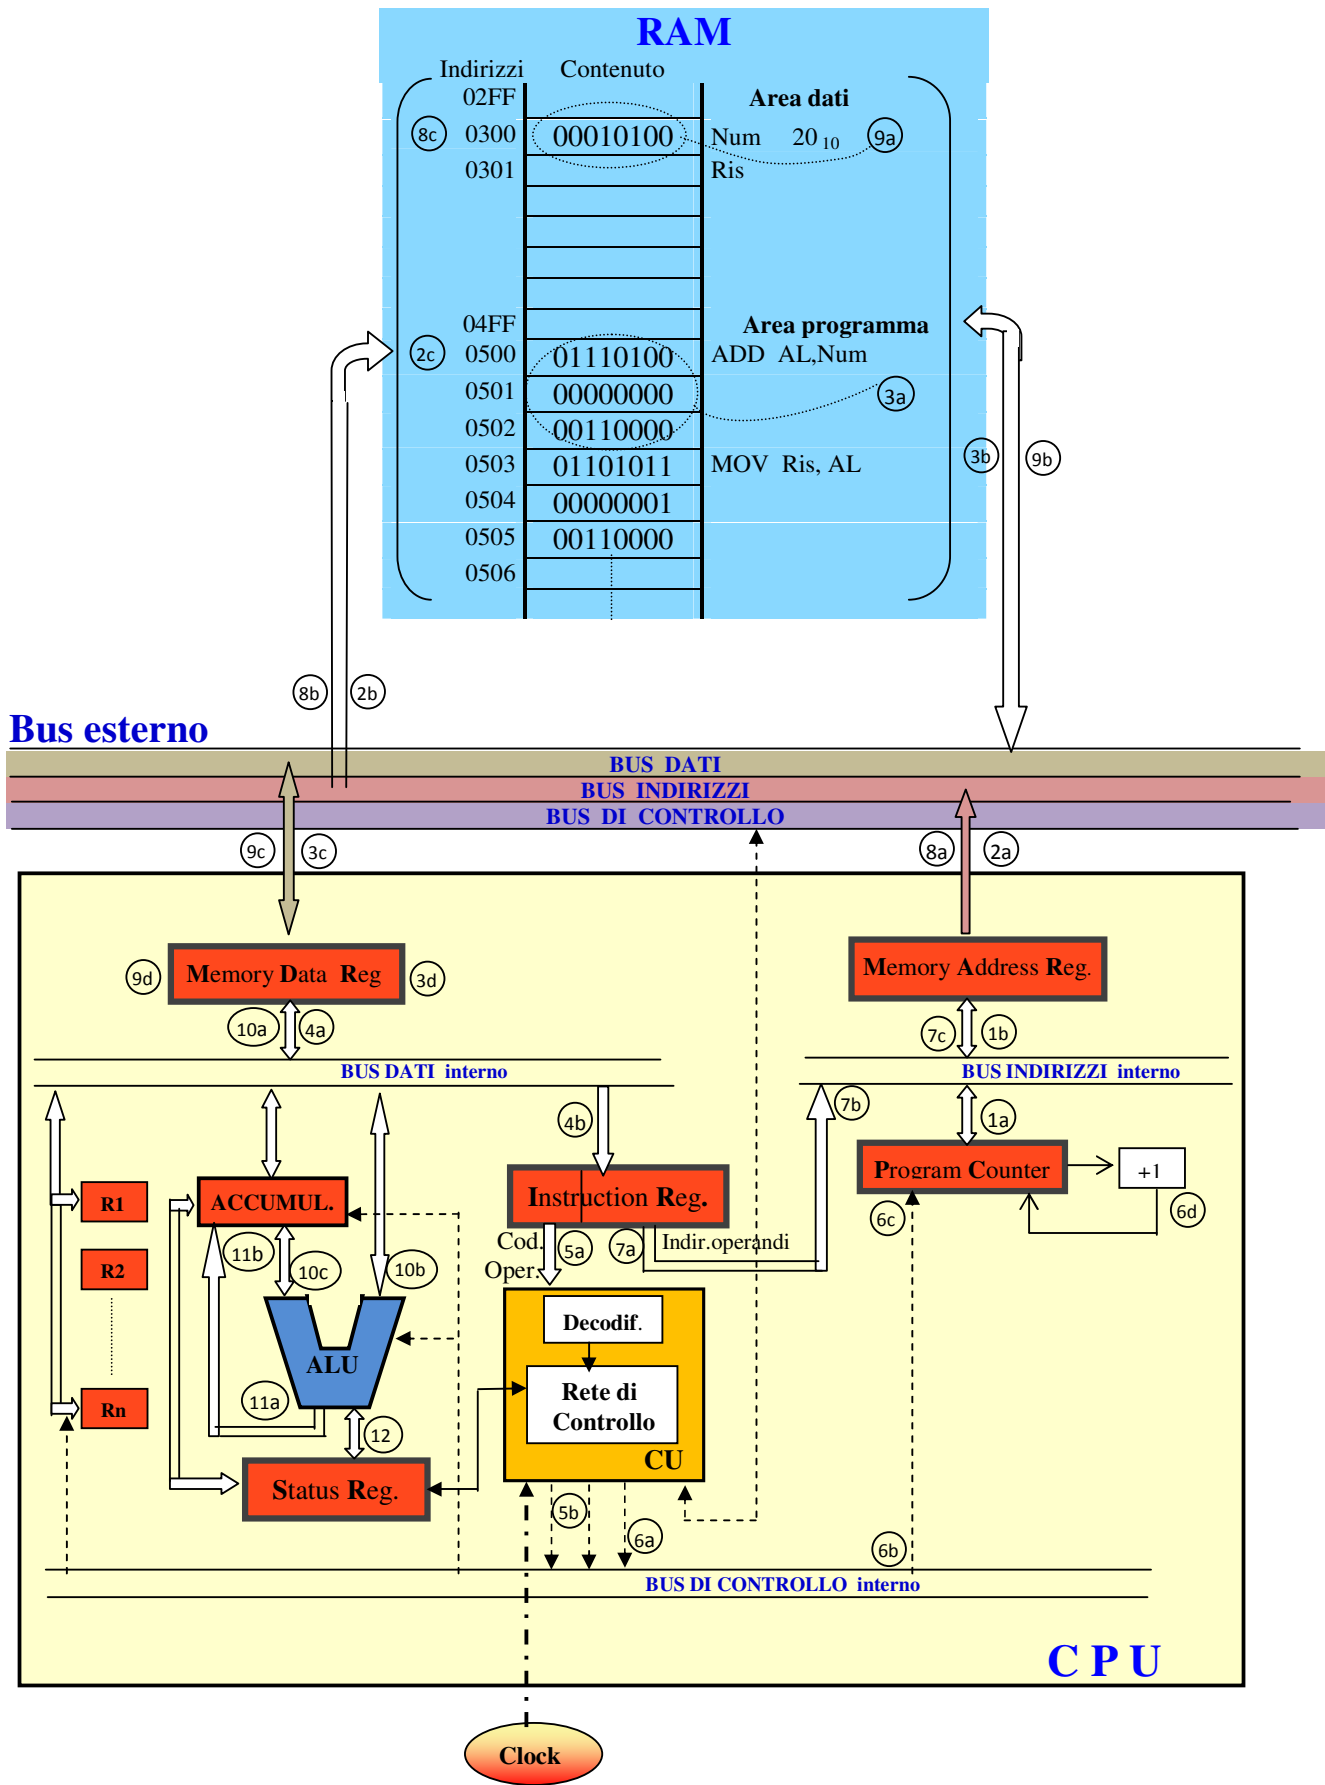 RAM
Indirizzi Contenuto
02FF Area dati
8c 0300 00010100 Num 20 10 9a
0301 Ris
04FF Area programma
2c 0500 01110100 ADD AL,Num
0501 00000000 3a
0502 00110000
0503 01101011 MOV Ris, AL 3b 9b
0504 00000001
0505 00110000
0506
8b 2b
Bus esterno
BUS DATI
BUS INDIRIZZI
BUS DI CONTROLLO
9c 3c 8a 2a
9d Memory Data Reg 3d Memory Address Reg.
10a 4a 7c 1b
BUS DATI interno BUS INDIRIZZI interno
4b 7b 1a
Instruction Reg. Program Counter +1
R1 ACCUMUL. 6c 6d
Cod. 5a 7a Indir.operandi
Oper.
11b 10c 10b
R2
Decodif.
ALU
11a Rete di
Rn Controllo
12 CU
Status Reg.
5b 6a 6b
BUS DI CONTROLLO interno
CPU
Clock